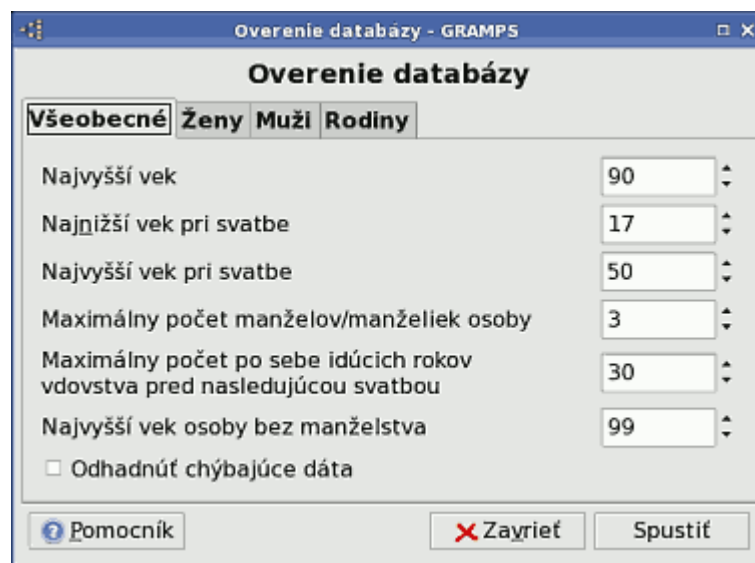 Overenie databázy - GRAMPS
Overenie databázy
Všeobecné Ženy Muži Rodiny
Najvyšší vek 90
Najnižší vek pri svatbe 17
Najvyšší vek pri svatbe 50
Maximálny počet manželov/manželiek osoby 3
Maximálny počet po sebe idúcich rokov
vdovstva pred nasledujúcou svatbou 30
Najvyšší vek osoby bez manželstva 99
Odhadnúť chýbajúce dáta
Pomocník Zavrieť Spustiť